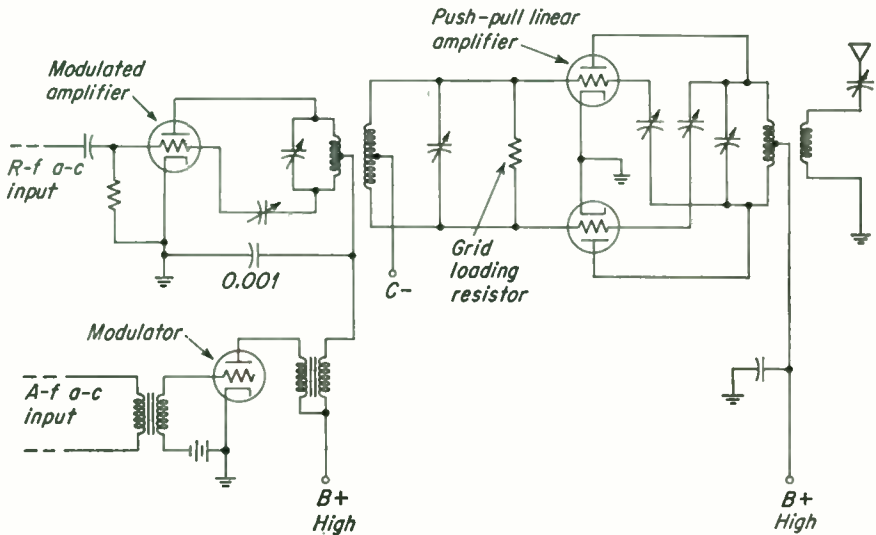 Push-pull linear
amplifier
Modulated
amplifier
R-f a-c
input
Grid
loading
resistor
0.001
C-
Modulator
A-f a-c
input
B+
High
B+
High